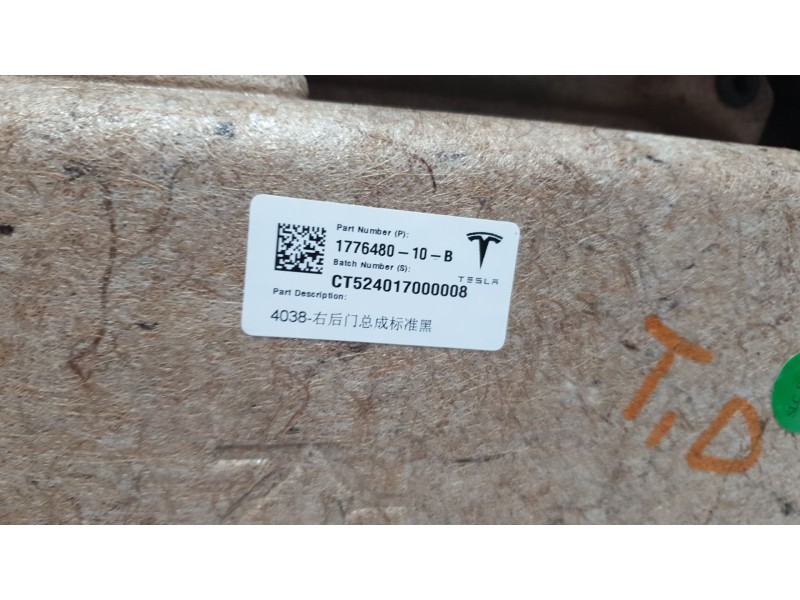 Part Number (P):
1776480-10-B
Batch Number (S):
TESLA
CT524017000008
Part Description:
4038-右后门总成标准黑
T,D
SLC